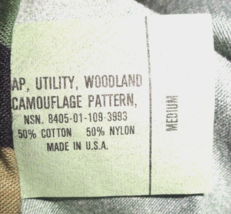 AP, UTILITY, WOODLAND
CAMOUFLAGE PATTERN,
NSN. 8405-01-109-3993
50% COTTON 50% NYLON
MADE IN U.S.A.
MEDIUM